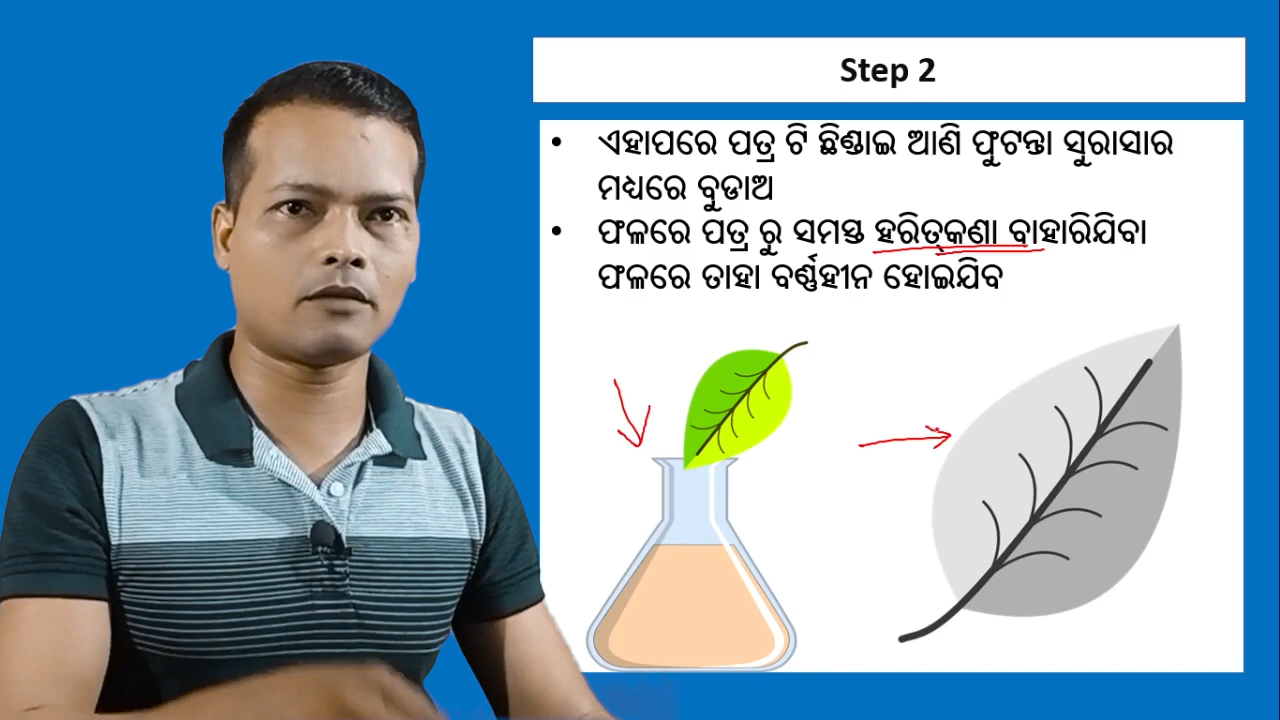 Step 2
• ଏହାପରେ ପତ୍ର ଟି ଛିଣ୍ଡାଇ ଆଣି ଫୁଟନ୍ତା ସୁରାସାର
ମଧ୍ୟରେ ବୁଡାଅ
• ଫଳରେ ପତ୍ର ରୁ ସମସ୍ତ ହରିତ୍‌କଣା ବାହାରିଯିବା
ଫଳରେ ତାହା ବର୍ଣ୍ଣହୀନ ହୋଇଯିବ